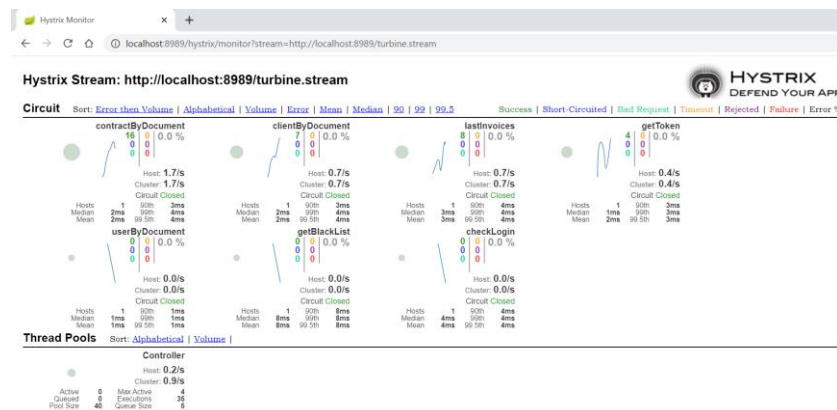 Hystrix Monitor
localhost:8989/hystrix/monitor?stream=http://localhost:8989/turbine.stream
Hystrix Stream: http://localhost:8989/turbine.stream
HYSTRIX
DEFEND YOUR APP
Circuit Sort: Error then Volume | Alphabetical | Volume | Error | Mean | Median | 90 | 99 | 99.5 Success | Short-Circuited | Bad Request | Timeout | Rejected | Failure | Error %
contractByDocument
16 0 0.0 %
0 0
0 0
Host: 1.7/s
Cluster: 1.7/s
Circuit Closed
Hosts 1 90th 3ms
Median 2ms 99th 4ms
Mean 2ms 99.5th 4ms
clientByDocument
7 0 0.0 %
0 0
0 0
Host: 0.7/s
Cluster: 0.7/s
Circuit Closed
Hosts 1 90th 3ms
Median 2ms 99th 4ms
Mean 2ms 99.5th 4ms
lastInvoices
8 0 0.0 %
0 0
0 0
Host: 0.7/s
Cluster: 0.7/s
Circuit Closed
Hosts 1 90th 4ms
Median 3ms 99th 4ms
Mean 3ms 99.5th 4ms
getToken
4 0 0.0 %
0 0
0 0
Host: 0.4/s
Cluster: 0.4/s
Circuit Closed
Hosts 1 90th 3ms
Median 1ms 99th 3ms
Mean 2ms 99.5th 3ms
userByDocument
0 0 0.0 %
0 0
0 0
Host: 0.0/s
Cluster: 0.0/s
Circuit Closed
Hosts 1 90th 1ms
Median 1ms 99th 1ms
Mean 1ms 99.5th 1ms
getBlackList
0 0 0.0 %
0 0
0 0
Host: 0.0/s
Cluster: 0.0/s
Circuit Closed
Hosts 1 90th 8ms
Median 8ms 99th 8ms
Mean 8ms 99.5th 8ms
checkLogin
0 0 0.0 %
0 0
0 0
Host: 0.0/s
Cluster: 0.0/s
Circuit Closed
Hosts 1 90th 4ms
Median 4ms 99th 4ms
Mean 4ms 99.5th 4ms
Thread Pools Sort: Alphabetical | Volume |
Controller
Host: 0.2/s
Cluster: 0.9/s
Active 0 Max Active 4
Queued 0 Executions 35
Pool Size 40 Queue Size 5